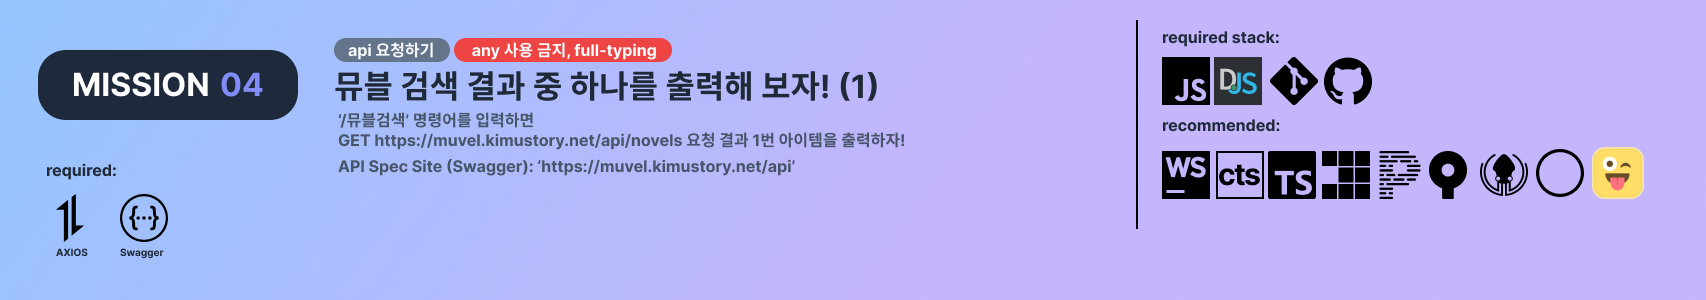 MISSION 04
api 요청하기
any 사용 금지, full-typing
뮤블 검색 결과 중 하나를 출력해 보자! (1)
‘/뮤블검색’ 명령어를 입력하면
GET https://muvel.kimustory.net/api/novels 요청 결과 1번 아이템을 출력하자!
API Spec Site (Swagger): ‘https://muvel.kimustory.net/api’
required:
AXIOS
Swagger
required stack:
JS
DJS
recommended:
WS
cts
TS